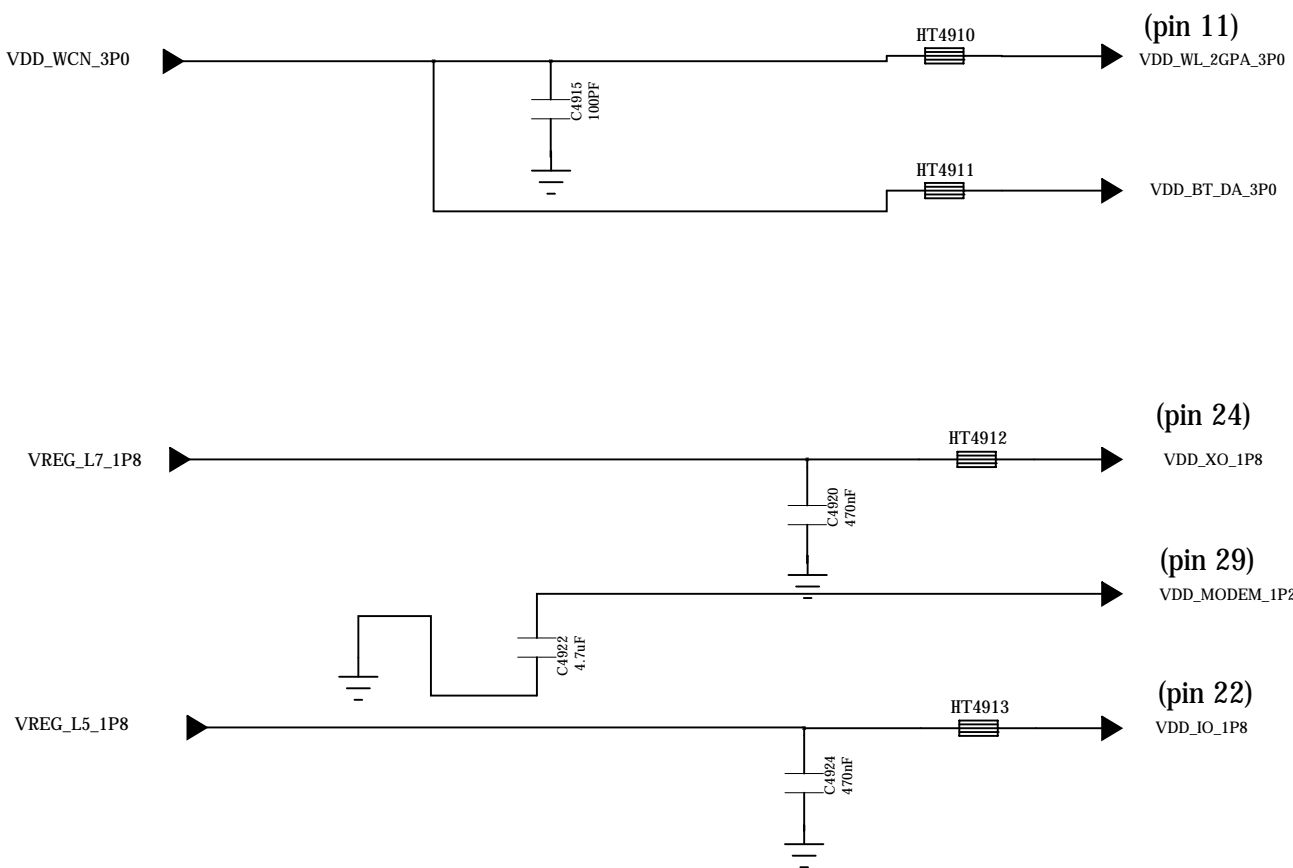 (pin 11)
HT4910
VDD_WCN_3P0
VDD_WL_2GPA_3P0
C4915
100PF
HT4911
VDD_BT_DA_3P0
(pin 24)
HT4912
VREG_L7_1P8
VDD_XO_1P8
C4920
470nF
(pin 29)
VDD_MODEM_1P2
C4922
4.7uF
(pin 22)
HT4913
VREG_L5_1P8
VDD_IO_1P8
C4924
470nF